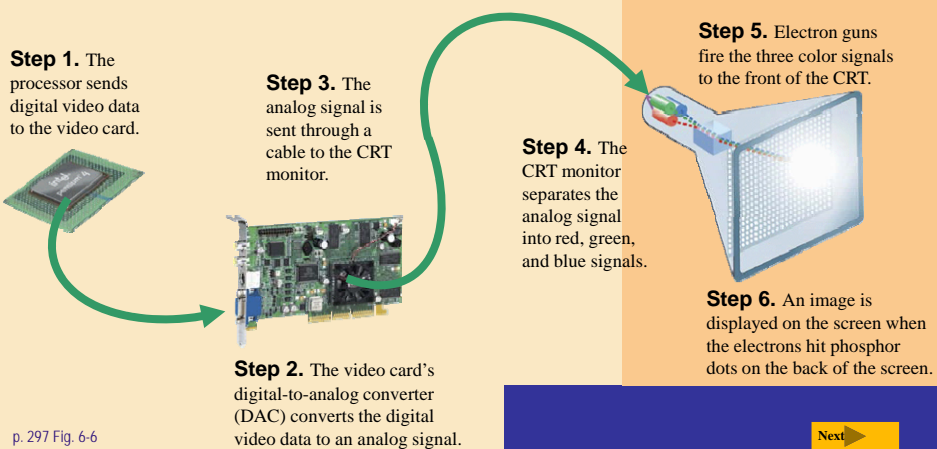 Step 1. The
processor sends
digital video data
to the video card.
intel
pentium 4
Step 2. The video card's
digital-to-analog converter
(DAC) converts the digital
video data to an analog signal.
Step 3. The
analog signal is
sent through a
cable to the CRT
monitor.
Step 4. The
CRT monitor
separates the
analog signal
into red, green,
and blue signals.
Step 5. Electron guns
fire the three color signals
to the front of the CRT.
Step 6. An image is
displayed on the screen when
the electrons hit phosphor
dots on the back of the screen.
p. 297 Fig. 6-6
Next